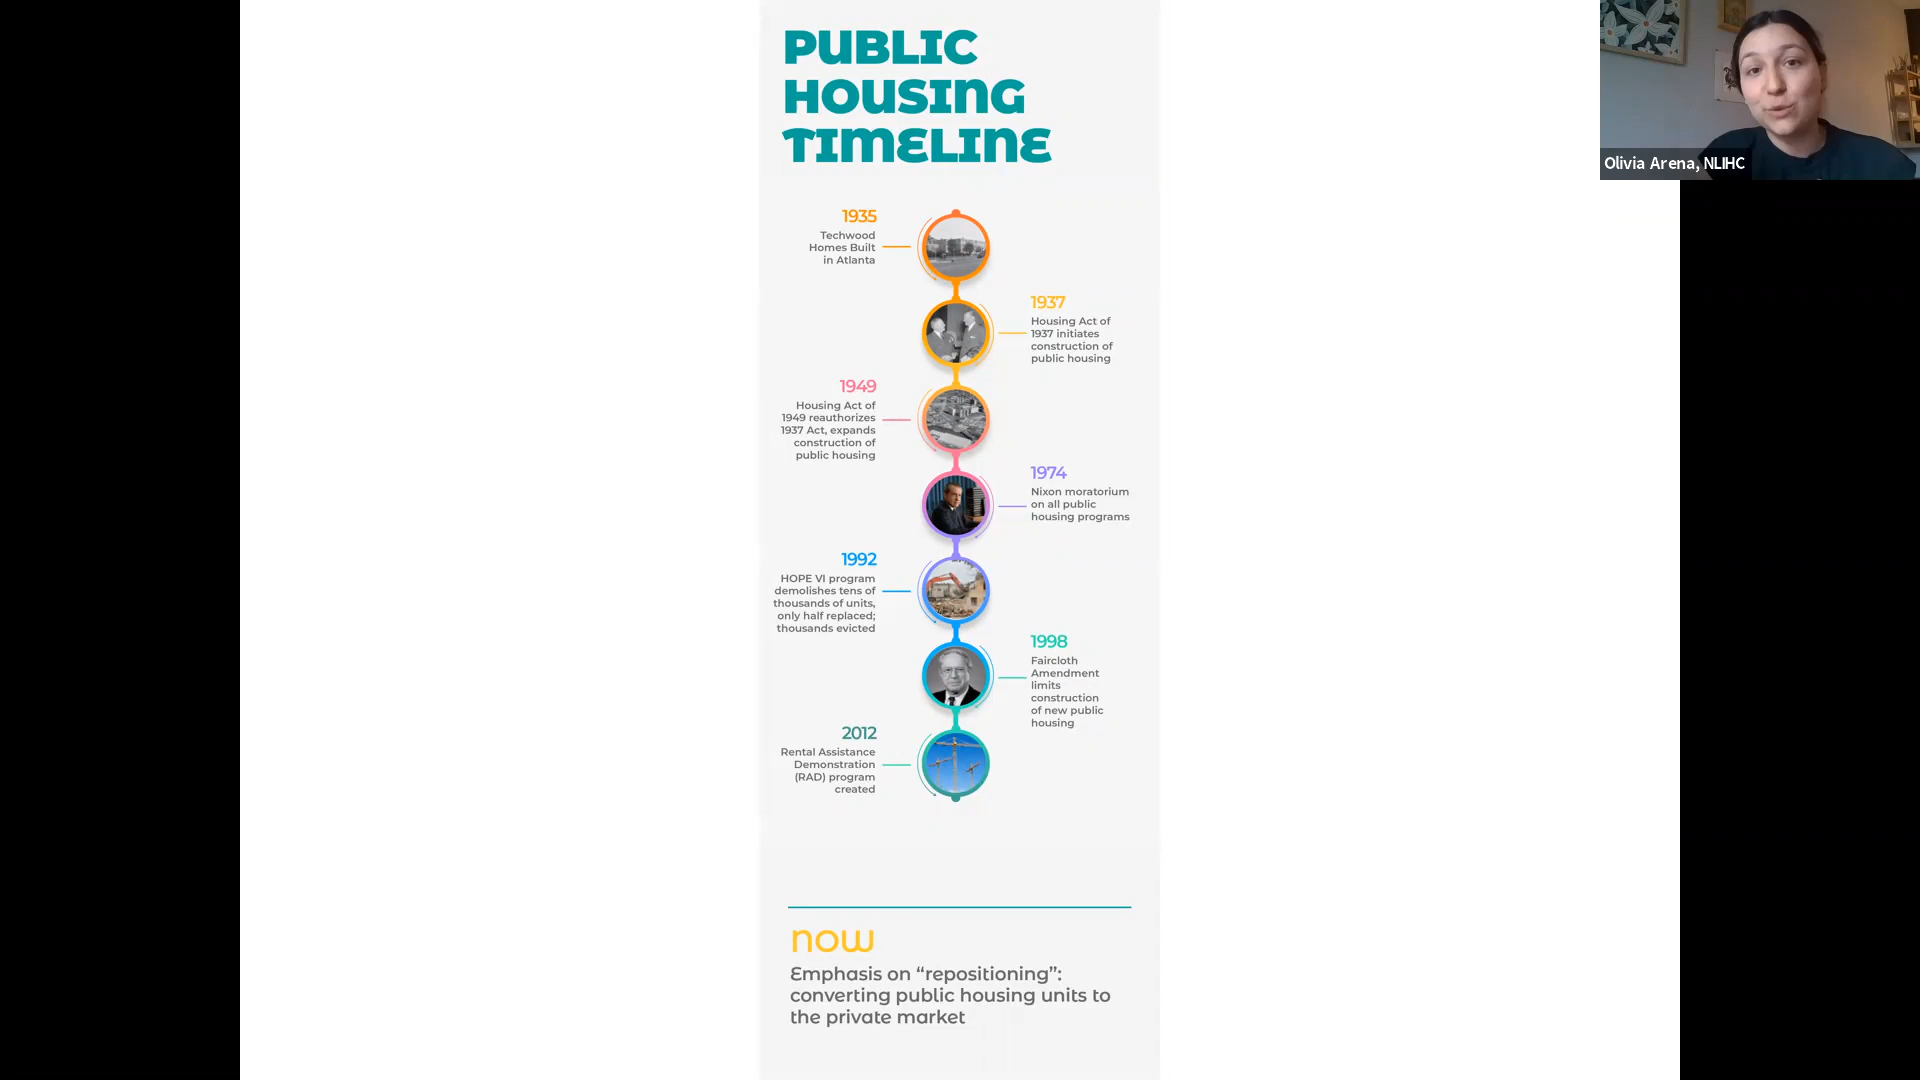 PUBLIC
HOUSING
TIMELINE
1935
Techwood
Homes Built
in Atlanta
1937
Housing Act of
1937 initiates
construction of
public housing
1949
Housing Act of
1949 reauthorizes
1937 Act, expands
construction of
public housing
1974
Nixon moratorium
on all public
housing programs
1992
HOPE VI program
demolishes tens of
thousands of units,
only half replaced;
thousands evicted
1998
Faircloth
Amendment
limits
construction
of new public
housing
2012
Rental Assistance
Demonstration
(RAD) program
created
now
Emphasis on “repositioning”:
converting public housing units to
the private market
Olivia Arena, NLIHC